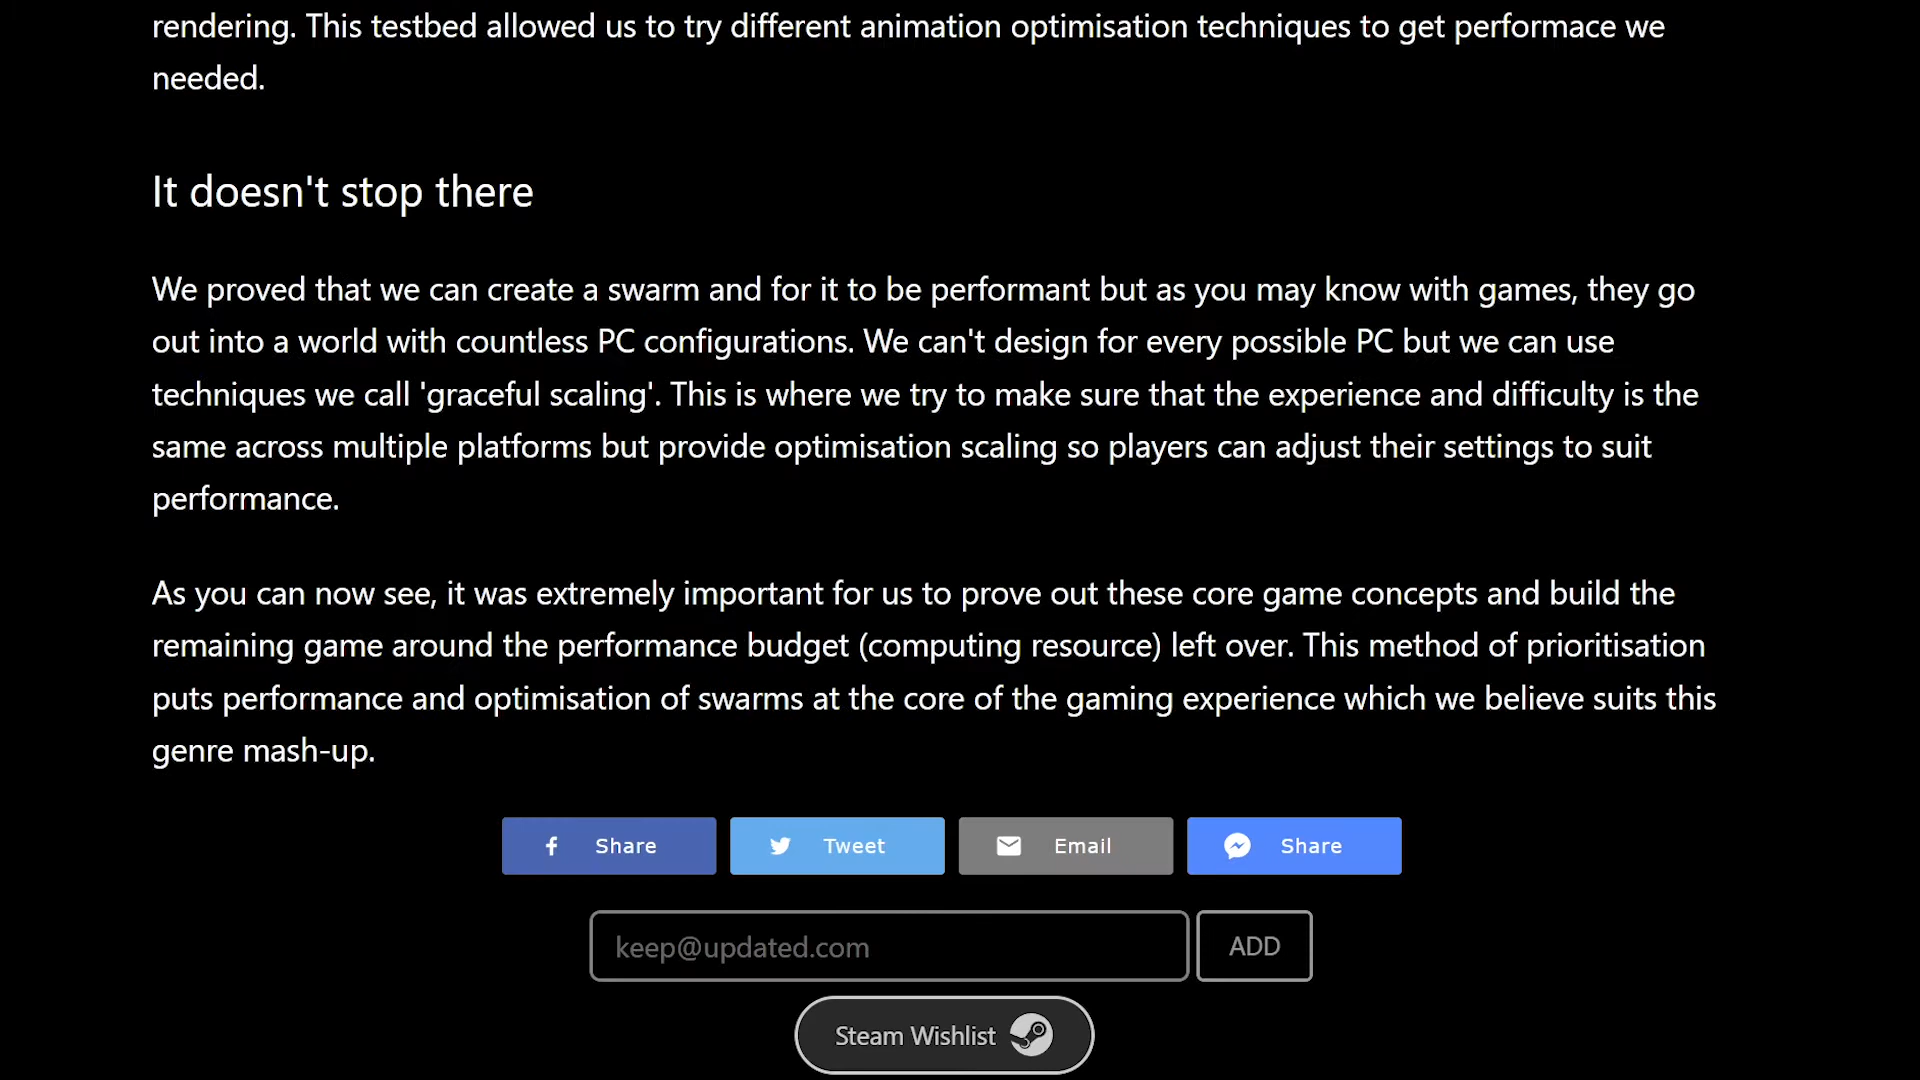 rendering. This testbed allowed us to try different animation optimisation techniques to get performace we
needed.
It doesn't stop there
We proved that we can create a swarm and for it to be performant but as you may know with games, they go
out into a world with countless PC configurations. We can't design for every possible PC but we can use
techniques we call 'graceful scaling'. This is where we try to make sure that the experience and difficulty is the
same across multiple platforms but provide optimisation scaling so players can adjust their settings to suit
performance.
As you can now see, it was extremely important for us to prove out these core game concepts and build the
remaining game around the performance budget (computing resource) left over. This method of prioritisation
puts performance and optimisation of swarms at the core of the gaming experience which we believe suits this
genre mash-up.
Share Tweet Email Share
keep@updated.com ADD
Steam Wishlist